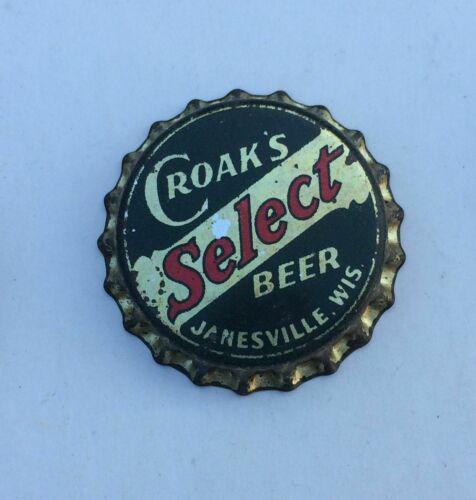 CROAK'S
Select
BEER
JANESVILLE, WIS.